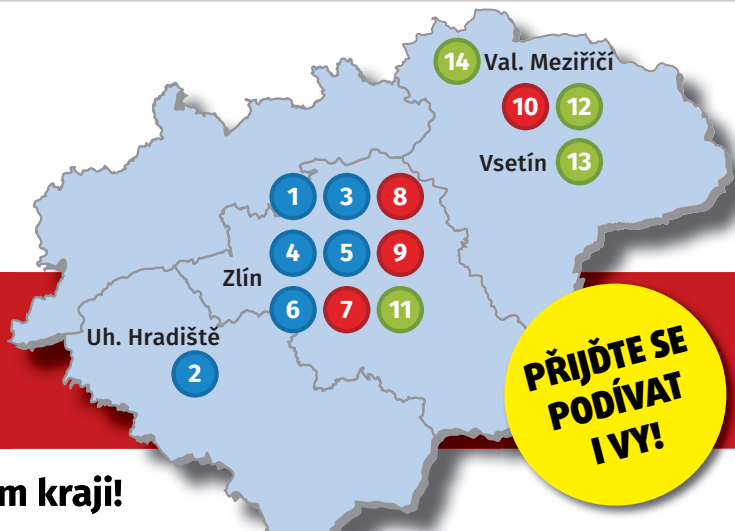 14 Val. Meziříčí
10 12
Vsetín 13
1 3 8
4 5 9
Zlín
6 7 11
Uh. Hradiště
2
PŘIJĎTE SE
PODÍVAT
I VY!
m kraji!